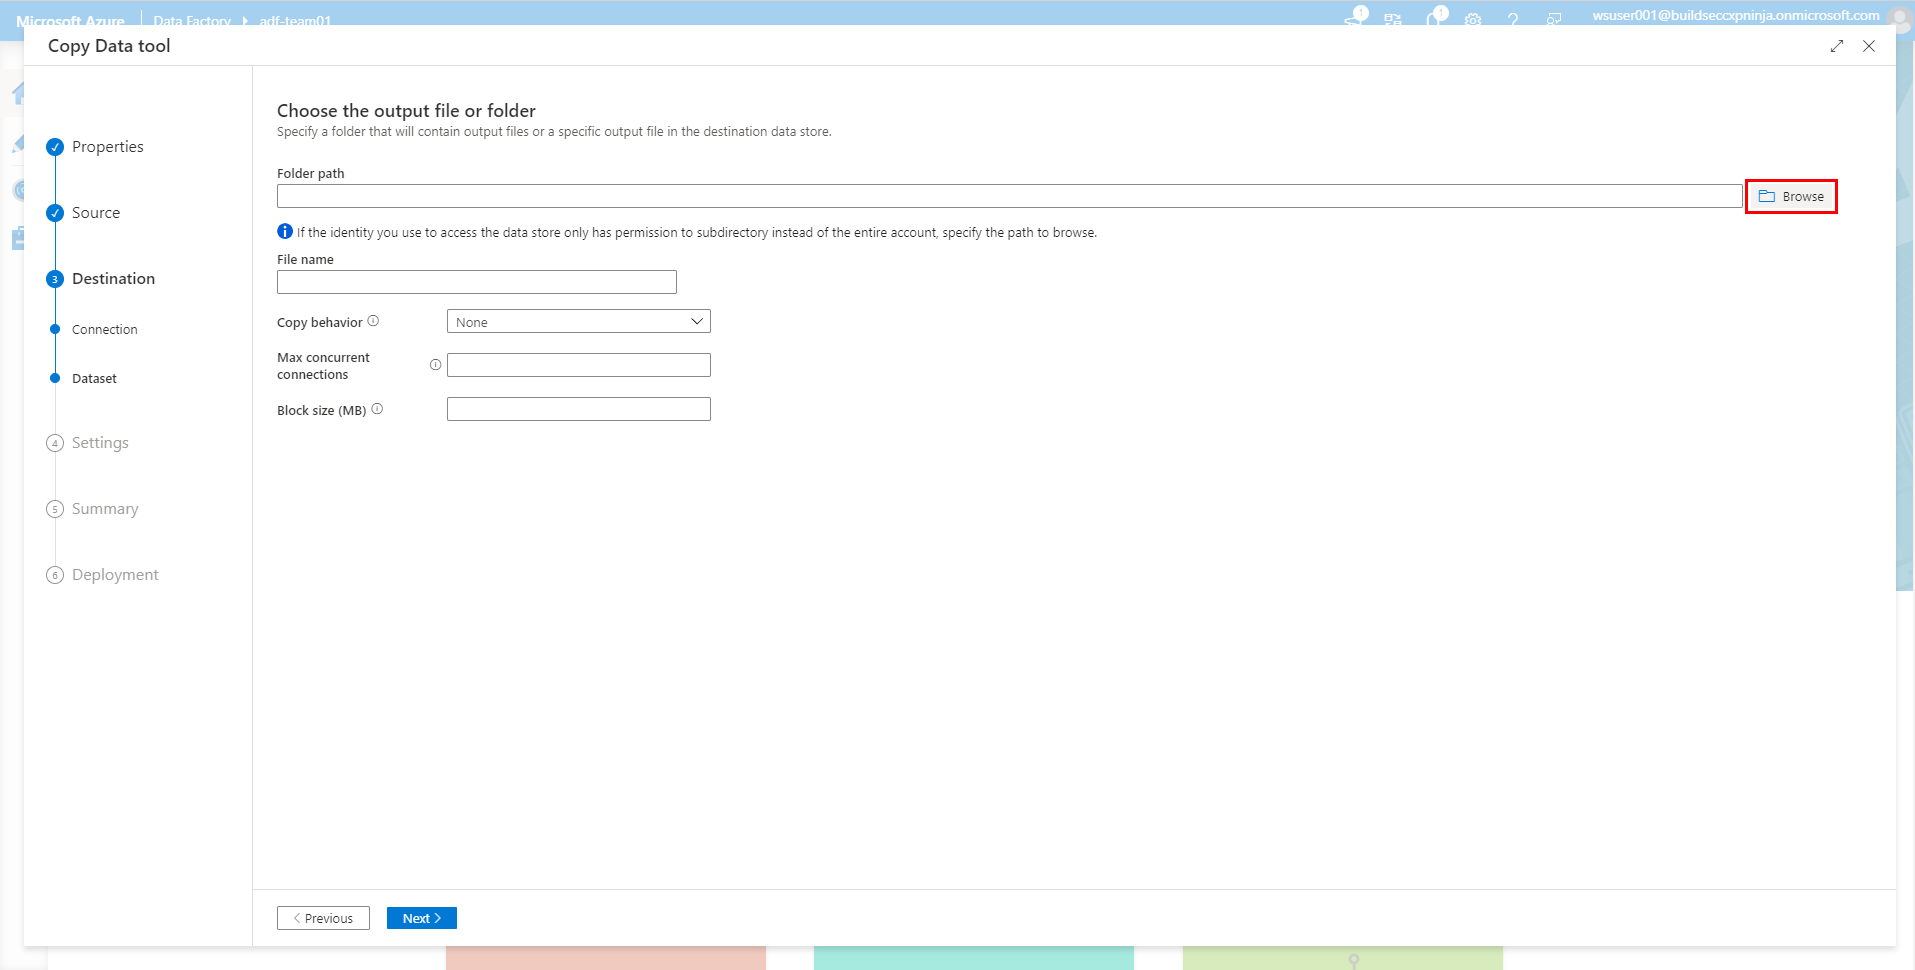 Microsoft Azure Data Factory adf-team01 1 1 ? wsuser001@buildseccxpninja.onmicrosoft.com
Copy Data tool
Properties
Source
3 Destination
Connection
Dataset
4 Settings
5 Summary
6 Deployment
Choose the output file or folder
Specify a folder that will contain output files or a specific output file in the destination data store.
Folder path
Browse
If the identity you use to access the data store only has permission to subdirectory instead of the entire account, specify the path to browse.
File name
Copy behavior None
Max concurrent
connections
Block size (MB)
Previous Next